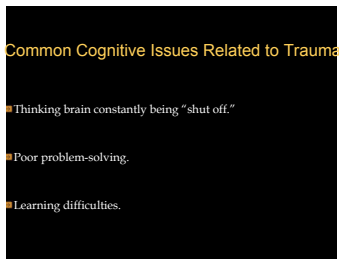 Common Cognitive Issues Related to Trauma
Thinking brain constantly being “shut off.”
Poor problem-solving.
Learning difficulties.